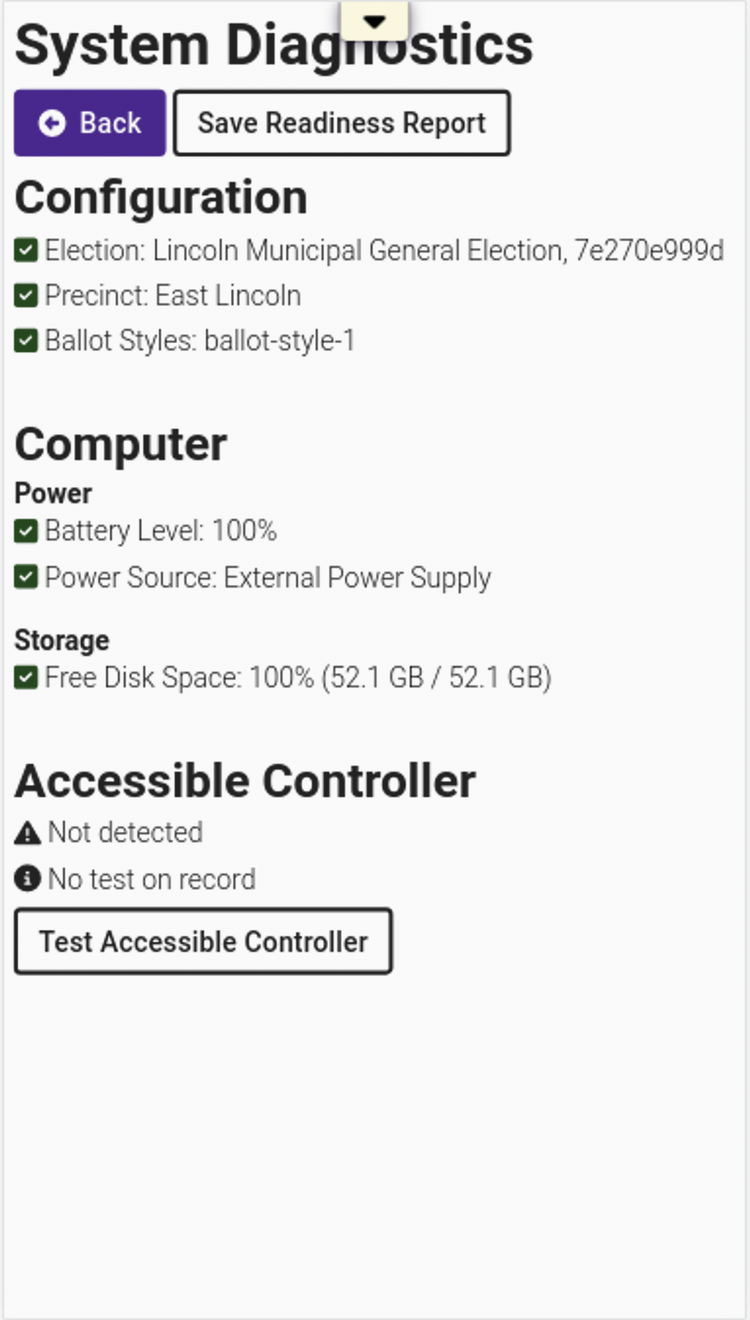 System Diagnostics
Back
Save Readiness Report
Configuration
Election: Lincoln Municipal General Election, 7e270e999d
Precinct: East Lincoln
Ballot Styles: ballot-style-1
Computer
Power
Battery Level: 100%
Power Source: External Power Supply
Storage
Free Disk Space: 100% (52.1 GB / 52.1 GB)
Accessible Controller
Not detected
No test on record
Test Accessible Controller